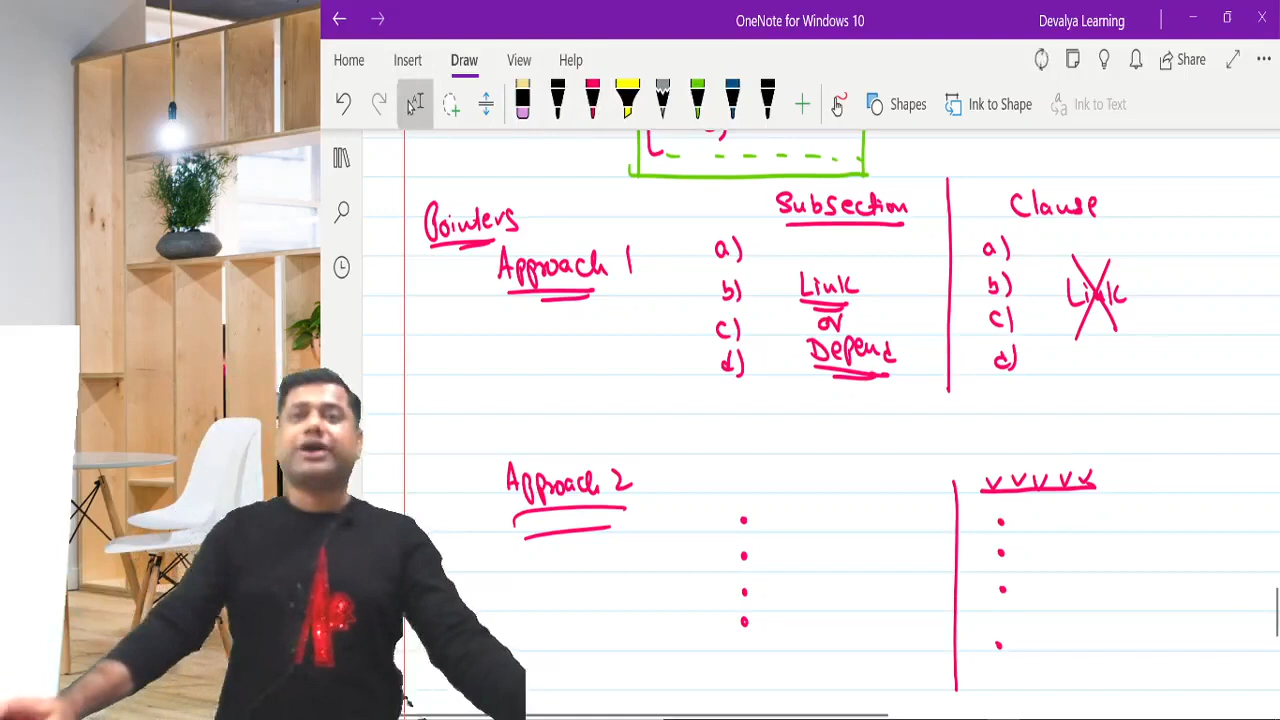 OneNote for Windows 10
Devalya Learning
Home Insert Draw View Help
Share
Shapes
Ink to Shape
Ink to Text
Pointers
Approach 1
Subsection
a)
b) Link
or
c)
Depend
d)
Clause
a)
b) Link
c)
d)
Approach 2